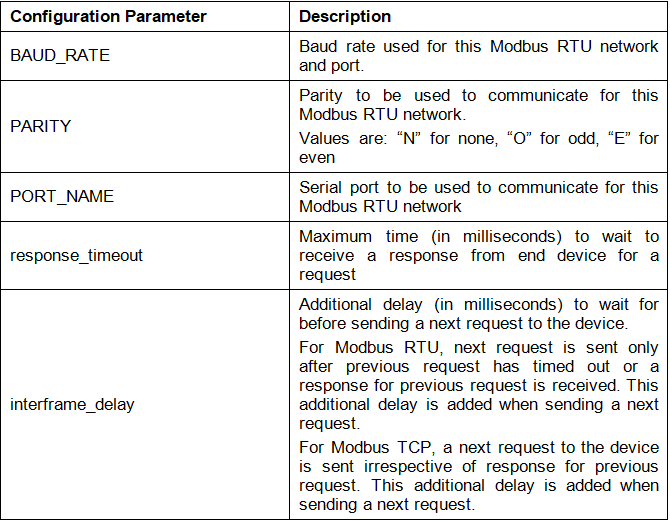 Configuration Parameter
Description
BAUD_RATE
Baud rate used for this Modbus RTU network
and port.
PARITY
Parity to be used to communicate for this
Modbus RTU network.
Values are: “N” for none, “O” for odd, “E” for
even
PORT_NAME
Serial port to be used to communicate for this
Modbus RTU network
response_timeout
Maximum time (in milliseconds) to wait to
receive a response from end device for a
request
interframe_delay
Additional delay (in milliseconds) to wait for
before sending a next request to the device.
For Modbus RTU, next request is sent only
after previous request has timed out or a
response for previous request is received. This
additional delay is added when sending a next
request.
For Modbus TCP, a next request to the device
is sent irrespective of response for previous
request. This additional delay is added when
sending a next request.